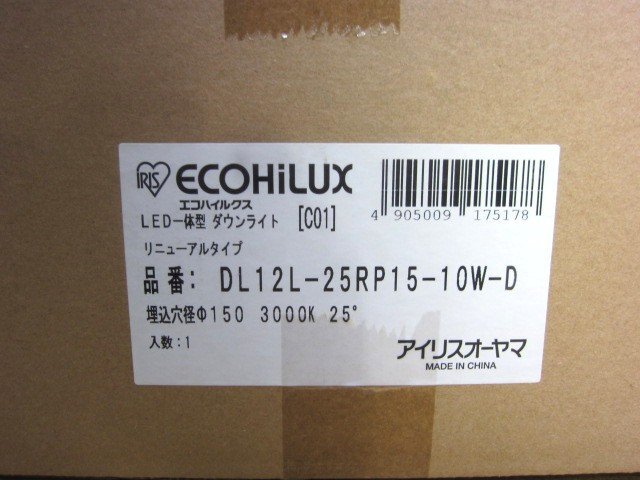 IRIS ECOHiLUX
エコハイルクス
LED一体型 ダウンライト [C01]
4 905009 175178
リニューアルタイプ
品番: DL12L-25RP15-10W-D
埋込穴径Φ150 3000K 25°
入数:1
アイリスオーヤマ
MADE IN CHINA